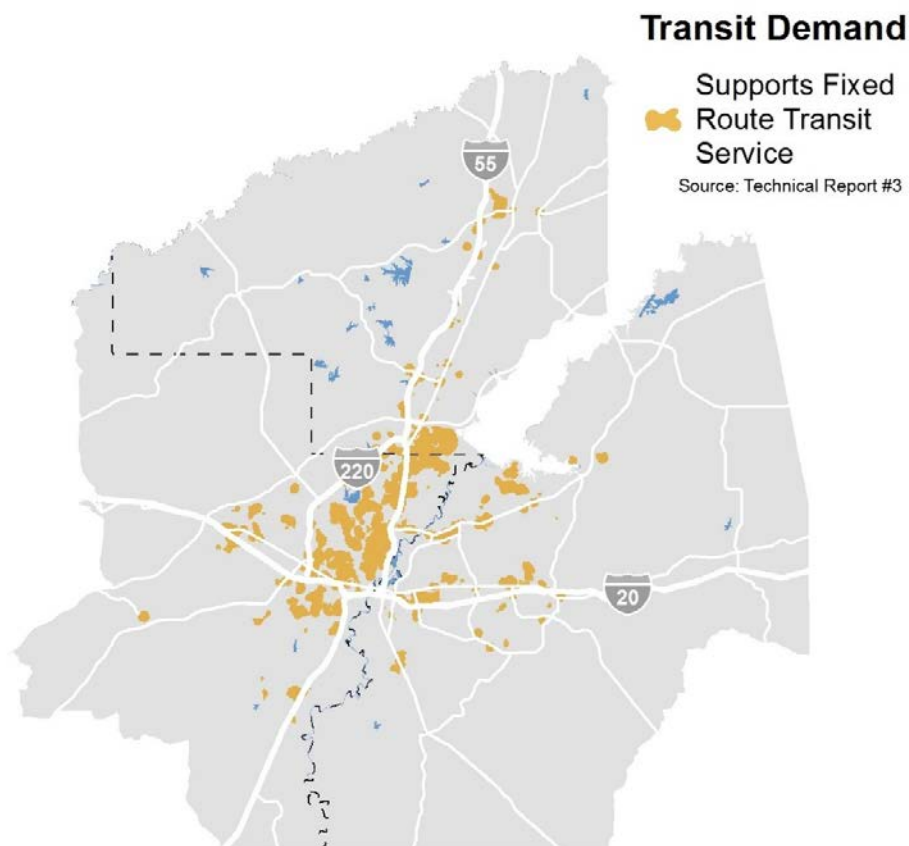 Transit Demand
Supports Fixed
Route Transit
Service
Source: Technical Report #3
55
220
20